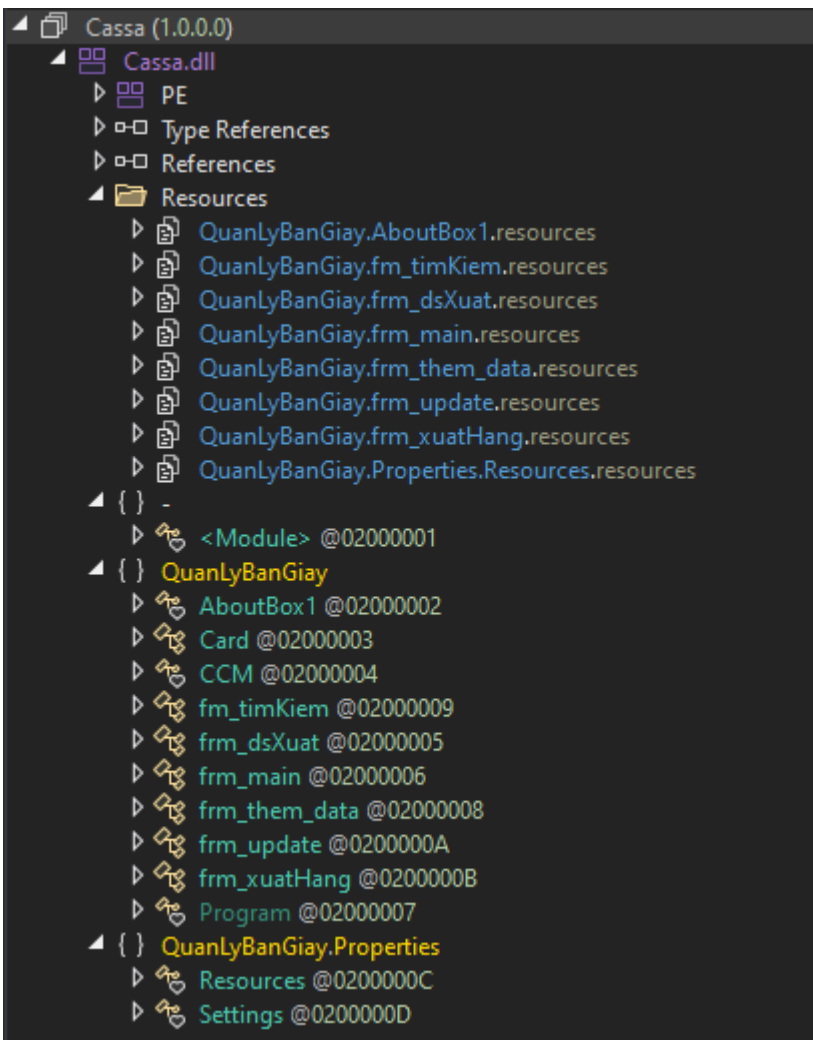 Cassa (1.0.0.0)
Cassa.dll
PE
Type References
References
Resources
QuanLyBanGiay.AboutBox1.resources
QuanLyBanGiay.fm_timKiem.resources
QuanLyBanGiay.frm_dsXuat.resources
QuanLyBanGiay.frm_main.resources
QuanLyBanGiay.frm_them_data.resources
QuanLyBanGiay.frm_update.resources
QuanLyBanGiay.frm_xuatHang.resources
QuanLyBanGiay.Properties.Resources.resources
{ } -
<Module> @02000001
{ } QuanLyBanGiay
AboutBox1 @02000002
Card @02000003
CCM @02000004
fm_timKiem @02000009
frm_dsXuat @02000005
frm_main @02000006
frm_them_data @02000008
frm_update @0200000A
frm_xuatHang @0200000B
Program @02000007
{ } QuanLyBanGiay.Properties
Resources @0200000C
Settings @0200000D